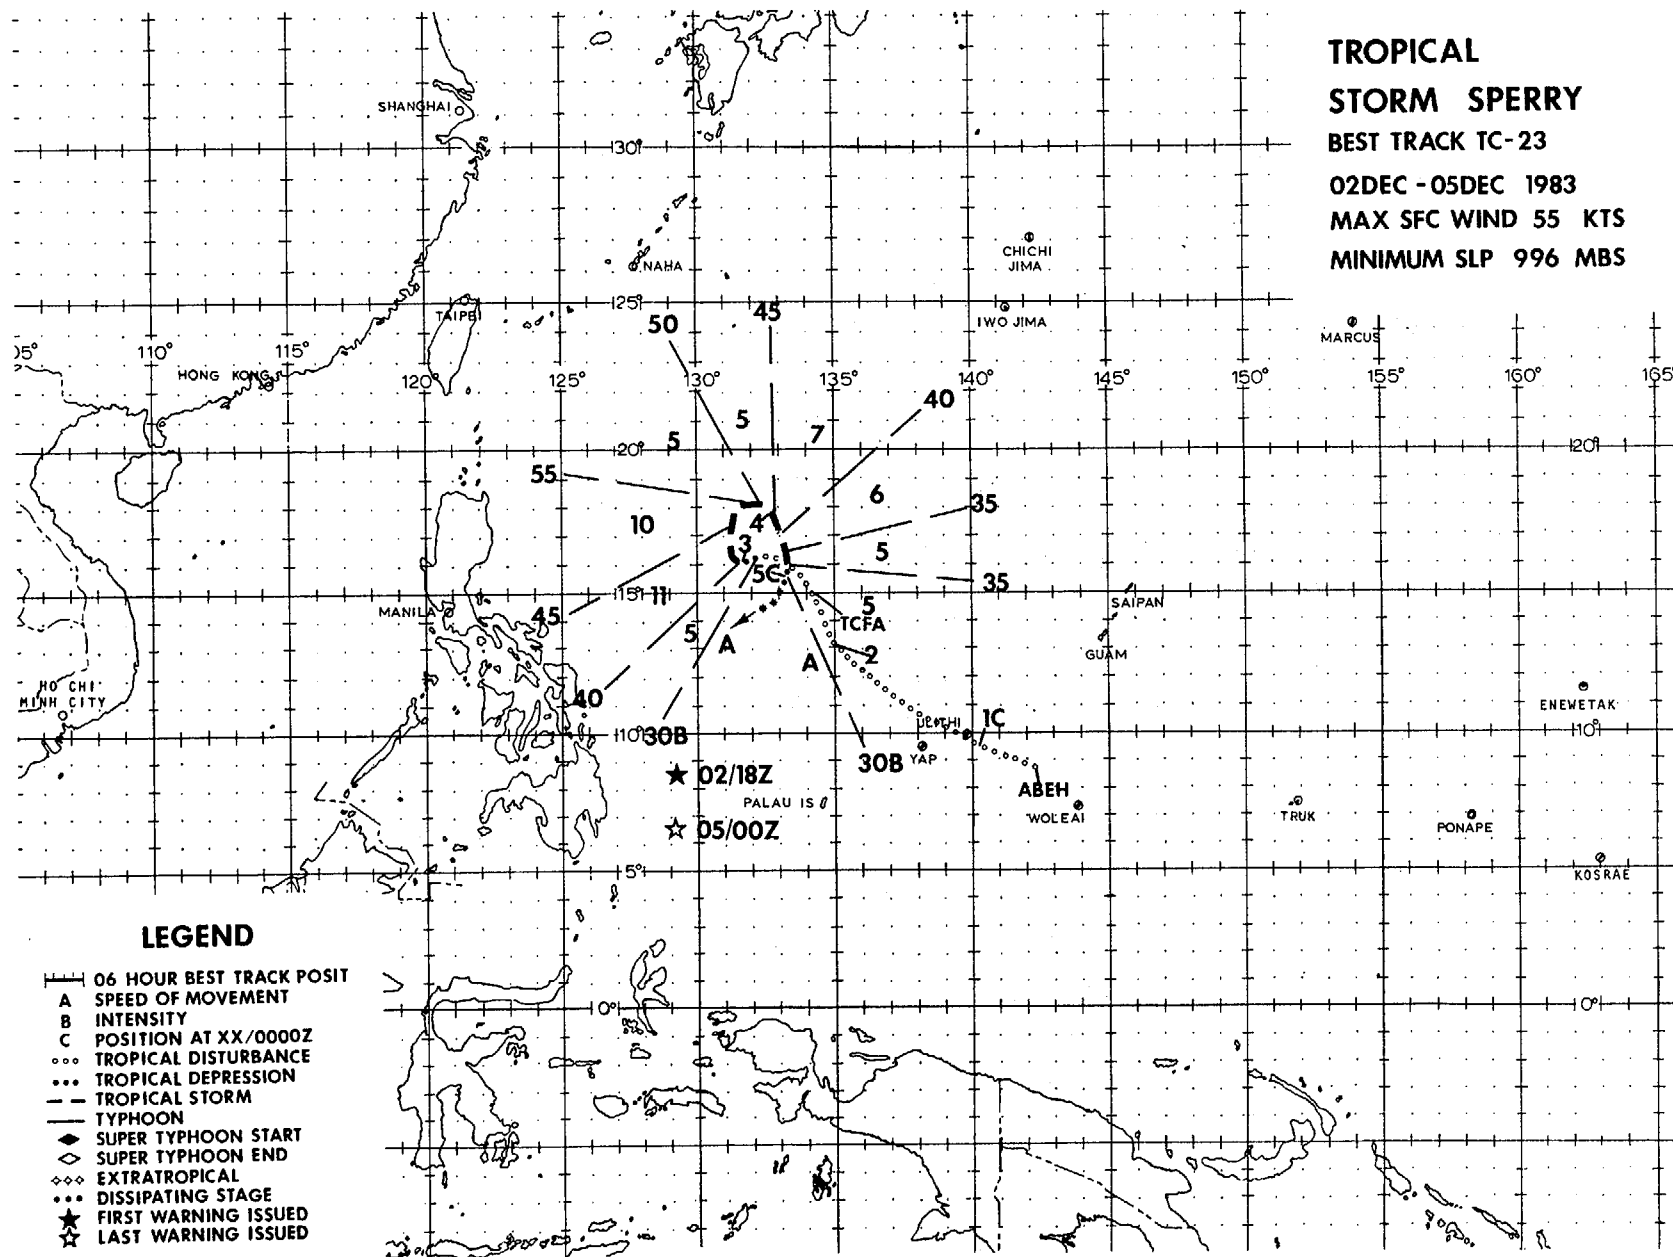 TROPICAL
STORM SPERRY
BEST TRACK TC-23
02DEC - 05DEC 1983
MAX SFC WIND 55 KTS
MINIMUM SLP 996 MBS
SHANGHAI
30°
NAHA
CHICHI
JIMA
25°
TAIPEI
50
45
IWO JIMA
MARCUS
05°
110°
115°
HONG KONG
120°
125°
130°
135°
140°
145°
150°
155°
160°
165°
40
5
7
5
20°
20°
55
6
35
10
4
3
5
5C
35
15°
11
5
SAIPAN
MANILA
45
TCFA
5
A
A
2
GUAM
HO CHI
MINH CITY
40
ENEWETAK
ULITHI
1C
10°
30B
10°
30B
YAP
02/18Z
ABEH
PALAU IS
WOLEAI
TRUK
PONAPE
05/00Z
5°
KOSRAE
0°
0°
LEGEND
06 HOUR BEST TRACK POSIT
A SPEED OF MOVEMENT
B INTENSITY
C POSITION AT XX/0000Z
TROPICAL DISTURBANCE
TROPICAL DEPRESSION
TROPICAL STORM
TYPHOON
SUPER TYPHOON START
SUPER TYPHOON END
EXTRATROPICAL
DISSIPATING STAGE
FIRST WARNING ISSUED
LAST WARNING ISSUED